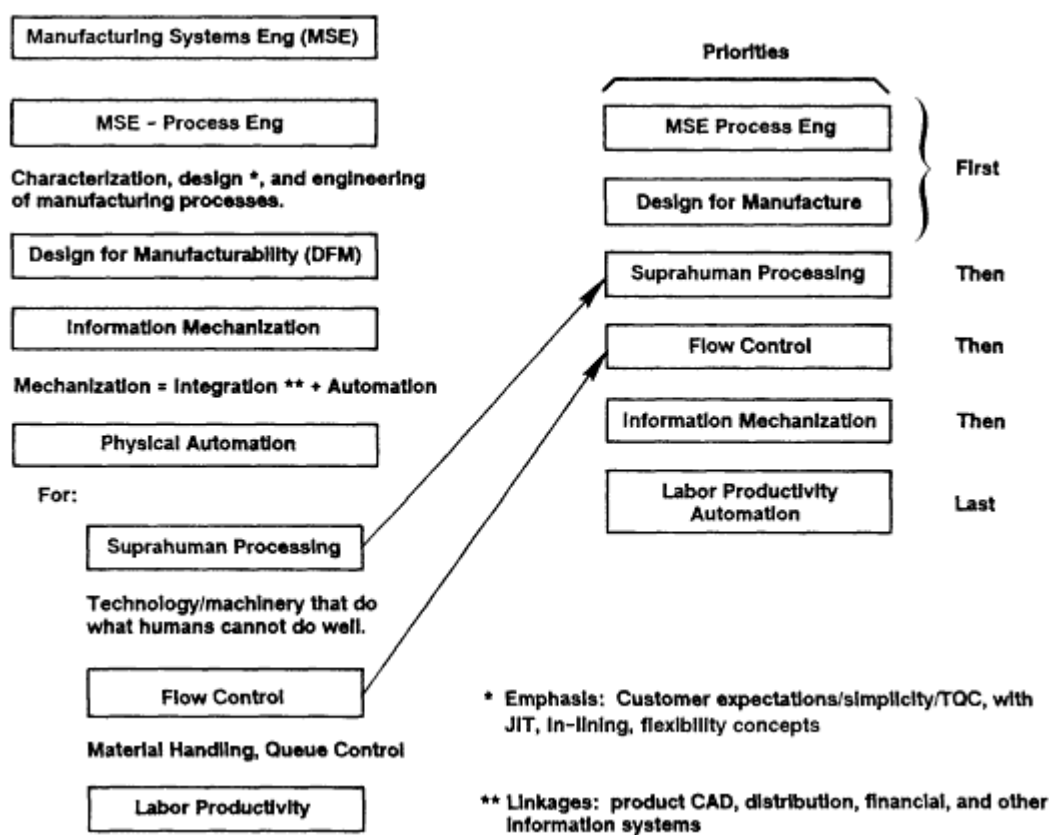 Manufacturing Systems Eng (MSE)
MSE - Process Eng
Characterization, design *, and engineering
of manufacturing processes.
Design for Manufacturability (DFM)
Information Mechanization
Mechanization = Integration ** + Automation
Physical Automation
For:
Suprahuman Processing
Technology/machinery that do
what humans cannot do well.
Flow Control
Material Handling, Queue Control
Labor Productivity
Priorities
MSE Process Eng
Design for Manufacture
First
Suprahuman Processing
Then
Flow Control
Then
Information Mechanization
Then
Labor Productivity
Automation
Last
* Emphasis: Customer expectations/simplicity/TQC, with
JIT, in-lining, flexibility concepts
** Linkages: product CAD, distribution, financial, and other
information systems